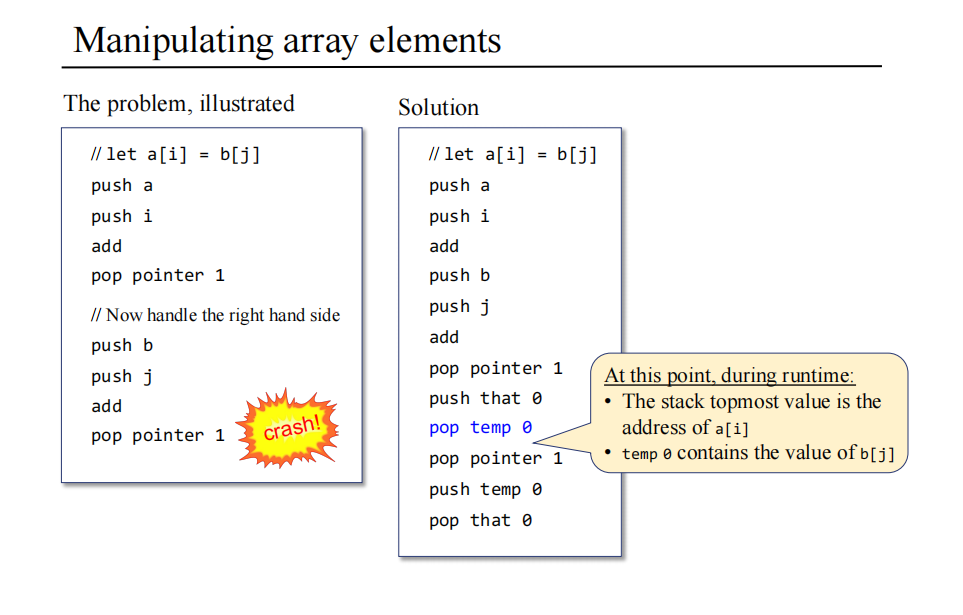 Manipulating array elements
The problem, illustrated
// let a[i] = b[j]
push a
push i
add
pop pointer 1
// Now handle the right hand side
push b
push j
add
pop pointer 1
crash!
Solution
// let a[i] = b[j]
push a
push i
add
push b
push j
add
pop pointer 1
push that 0
pop temp 0
pop pointer 1
push temp 0
pop that 0
At this point, during runtime:
• The stack topmost value is the
address of a[i]
• temp 0 contains the value of b[j]